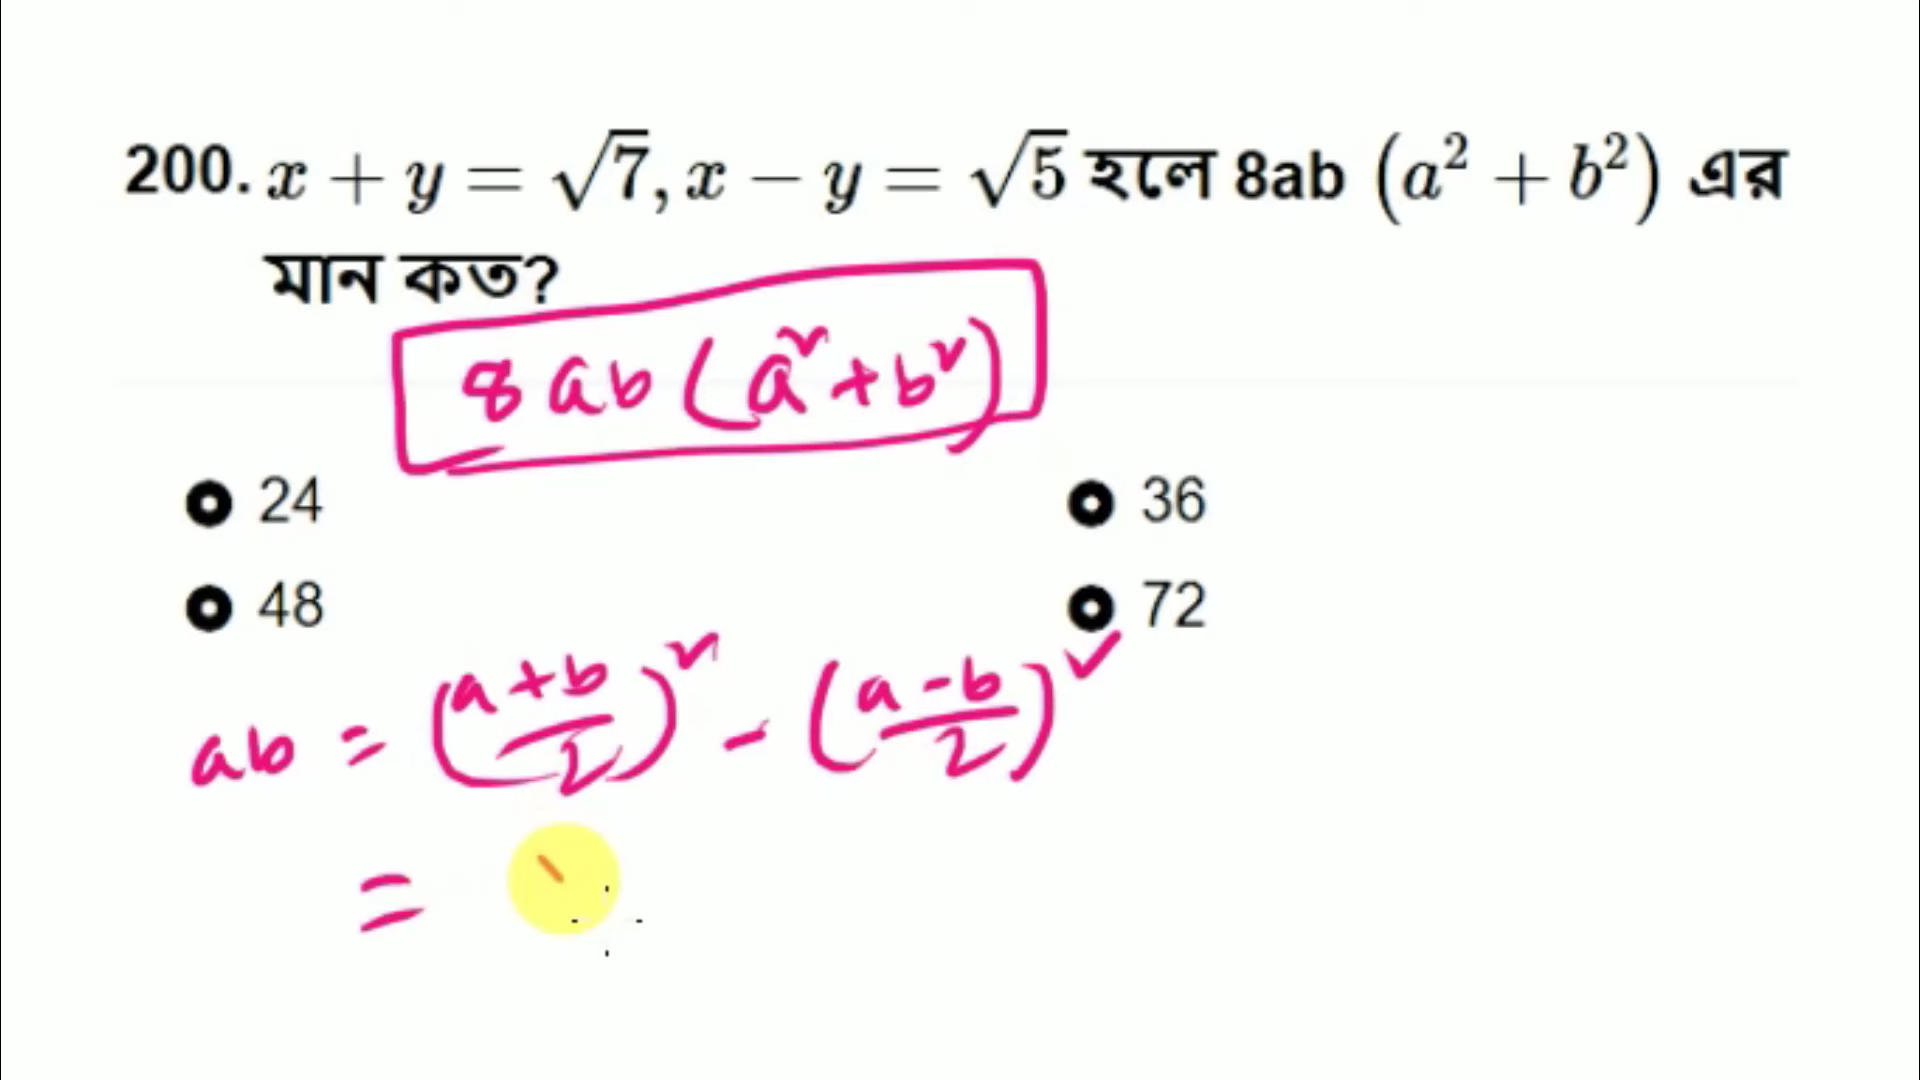 200. x + y = √7, x − y = √5 হলে 8ab (a² + b²) এর
মান কত?
8ab(a²+b²)
24
36
48
72
ab = (a+b/2)² - (a-b/2)²
=